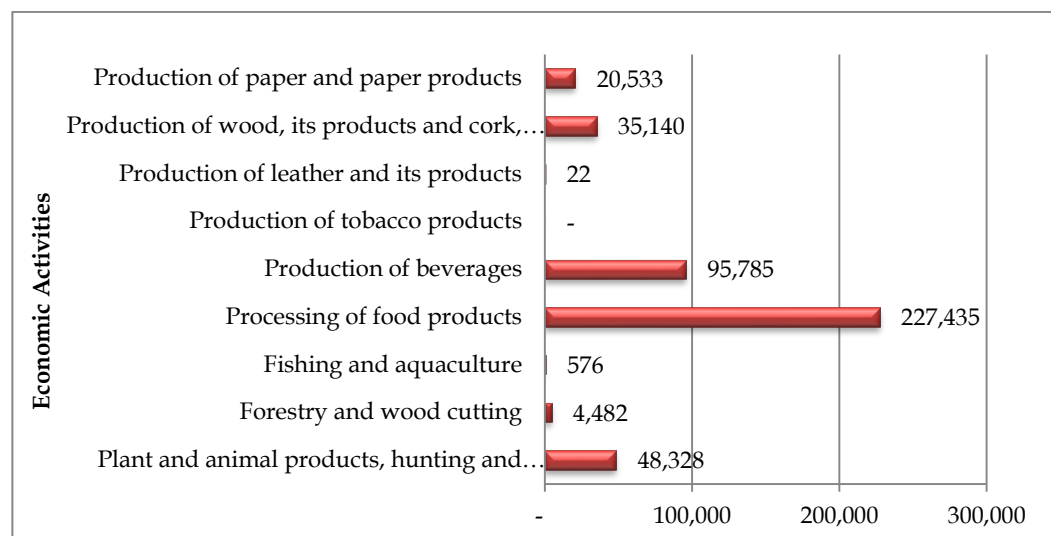 Economic Activities
Production of paper and paper products 20,533
Production of wood, its products and cork,… 35,140
Production of leather and its products 22
Production of tobacco products -
Production of beverages 95,785
Processing of food products 227,435
Fishing and aquaculture 576
Forestry and wood cutting 4,482
Plant and animal products, hunting and… 48,328
- 100,000 200,000 300,000